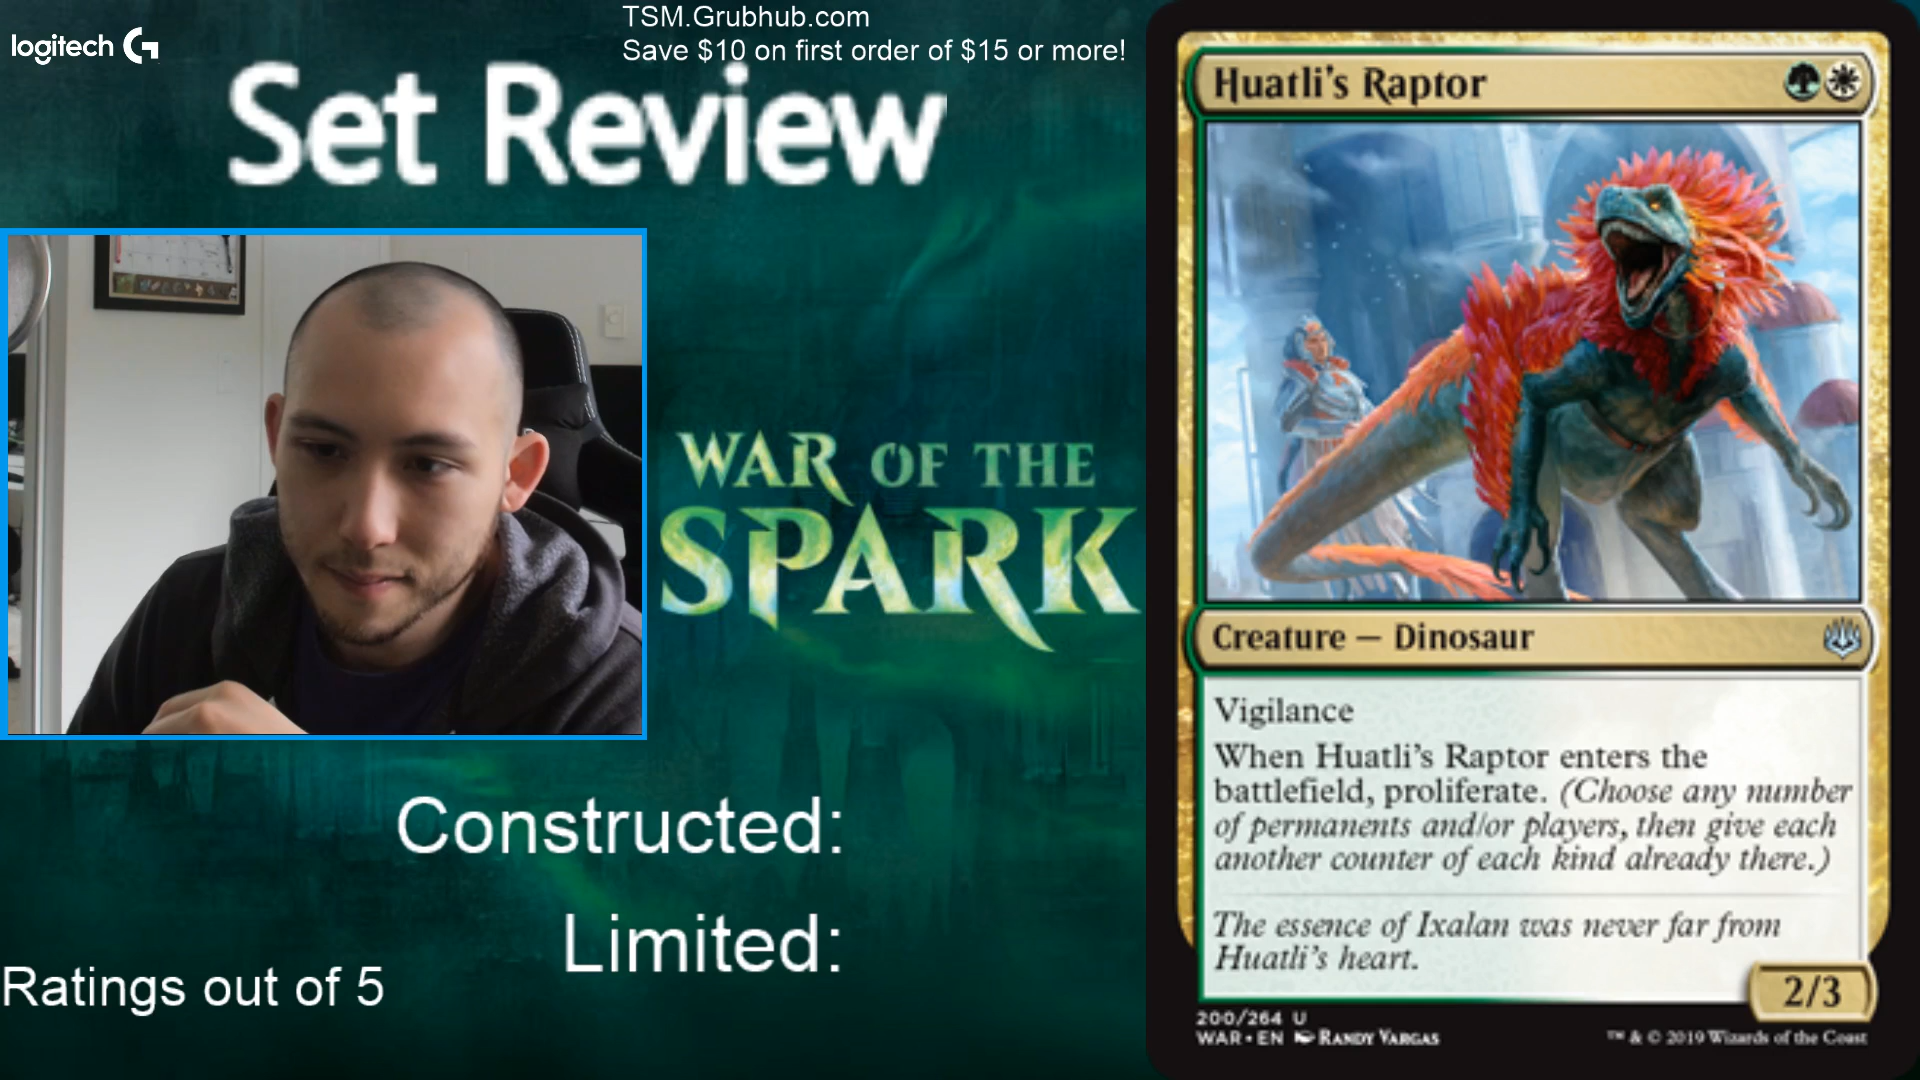 logitech G
TSM.Grubhub.com
Save $10 on first order of $15 or more!
Set Review
WAR OF THE
SPARK
Constructed:
Limited:
Ratings out of 5
Huatli's Raptor
Creature — Dinosaur
Vigilance
When Huatli's Raptor enters the
battlefield, proliferate. (Choose any number
of permanents and/or players, then give each
another counter of each kind already there.)
The essence of Ixalan was never far from
Huatli's heart.
2/3
200/264 U
WAR • EN RANDY VARGAS
™ & © 2019 Wizards of the Coast